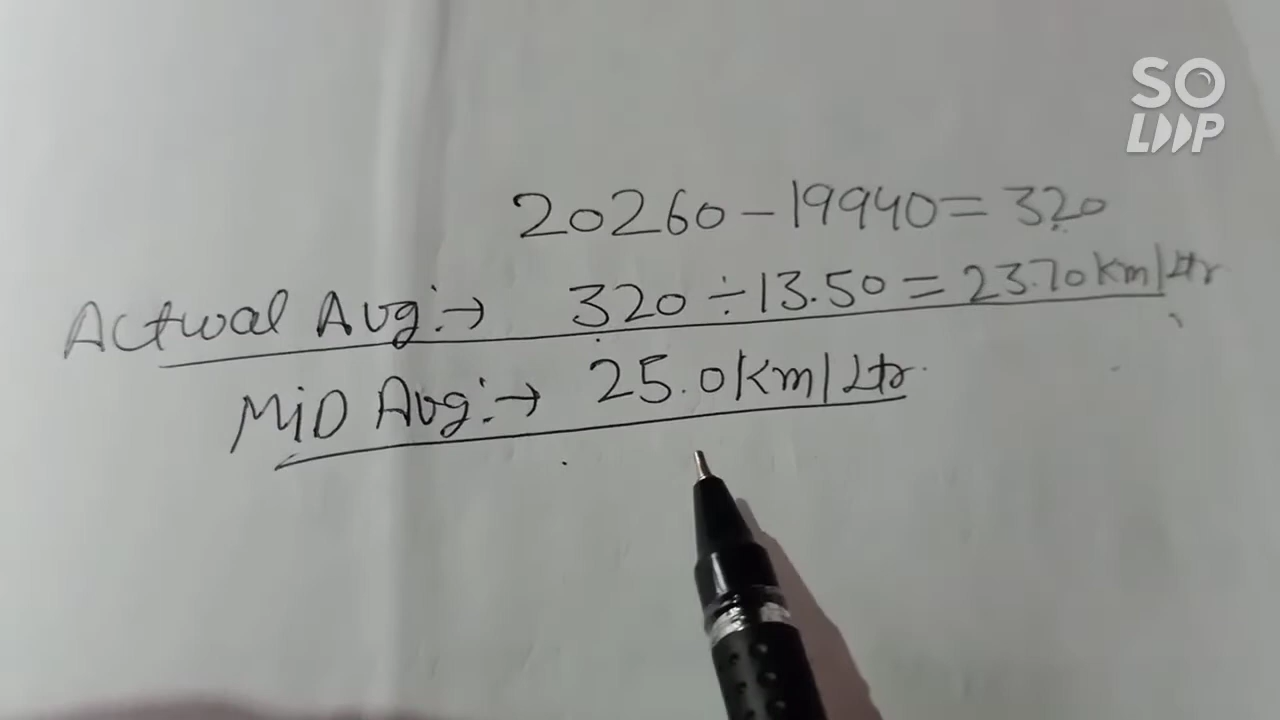 SO
LOOP
20260-19940=320
Actual Avg:→ 320÷13.50=23.70km/Ltr
MiD Avg:→ 25.0km/Ltr.